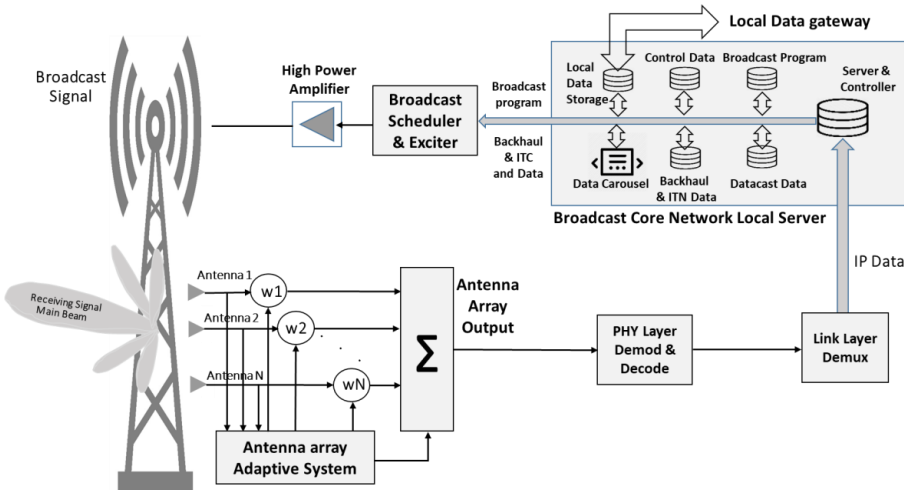 Local Data gateway
Broadcast
Signal
High Power
Amplifier
Broadcast
Scheduler
& Exciter
Broadcast
program
Backhaul
& ITC
and Data
Local
Data
Storage
Control Data
Broadcast Program
Server &
Controller
Data Carousel
Backhaul
& ITN Data
Datacast Data
Broadcast Core Network Local Server
IP Data
Receiving Signal
Main Beam
Antenna 1
w1
Antenna 2
w2
Antenna N
wN
Antenna array
Adaptive System
Σ
Antenna
Array
Output
PHY Layer
Demod &
Decode
Link Layer
Demux